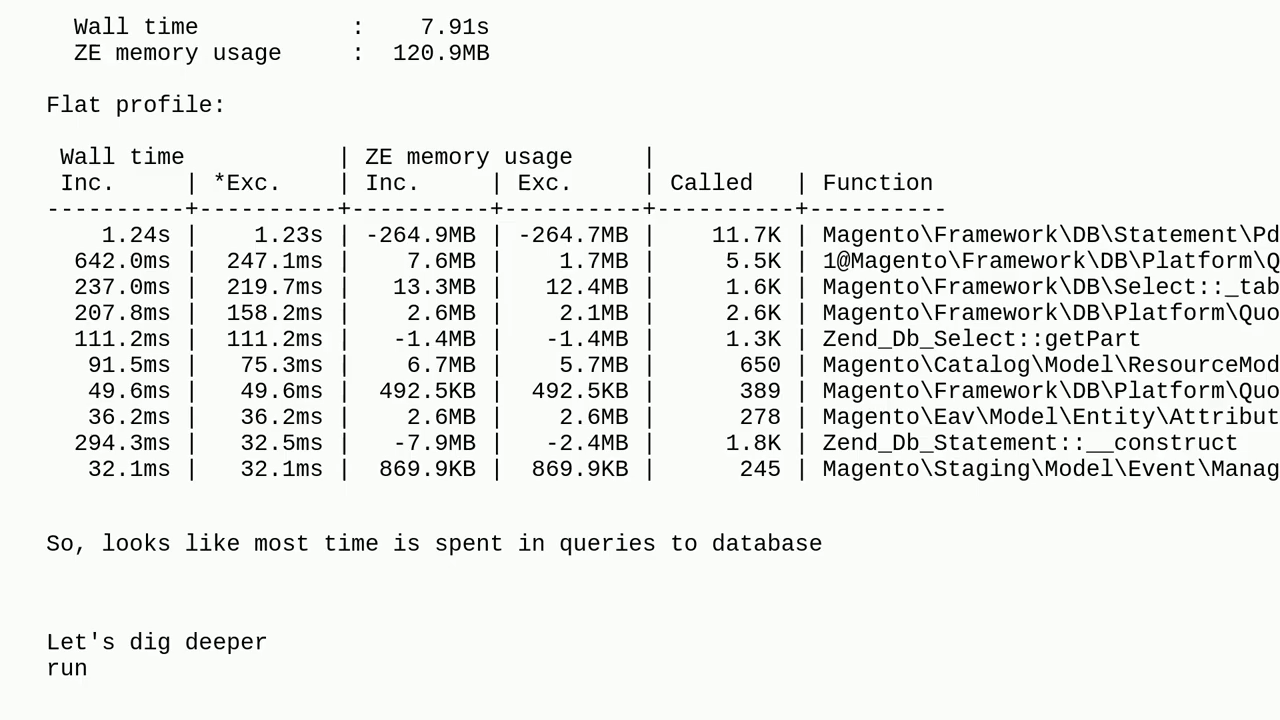 Wall time : 7.91s
ZE memory usage : 120.9MB
Flat profile:
Wall time | ZE memory usage |
Inc. | *Exc. | Inc. | Exc. | Called | Function
----------+----------+----------+----------+----------+----------
1.24s | 1.23s | -264.9MB | -264.7MB | 11.7K | Magento\Framework\DB\Statement\Pd
642.0ms | 247.1ms | 7.6MB | 1.7MB | 5.5K | 1@Magento\Framework\DB\Platform\Q
237.0ms | 219.7ms | 13.3MB | 12.4MB | 1.6K | Magento\Framework\DB\Select::_tab
207.8ms | 158.2ms | 2.6MB | 2.1MB | 2.6K | Magento\Framework\DB\Platform\Quo
111.2ms | 111.2ms | -1.4MB | -1.4MB | 1.3K | Zend_Db_Select::getPart
91.5ms | 75.3ms | 6.7MB | 5.7MB | 650 | Magento\Catalog\Model\ResourceMod
49.6ms | 49.6ms | 492.5KB | 492.5KB | 389 | Magento\Framework\DB\Platform\Quo
36.2ms | 36.2ms | 2.6MB | 2.6MB | 278 | Magento\Eav\Model\Entity\Attribut
294.3ms | 32.5ms | -7.9MB | -2.4MB | 1.8K | Zend_Db_Statement::__construct
32.1ms | 32.1ms | 869.9KB | 869.9KB | 245 | Magento\Staging\Model\Event\Manag
So, looks like most time is spent in queries to database
Let's dig deeper
run